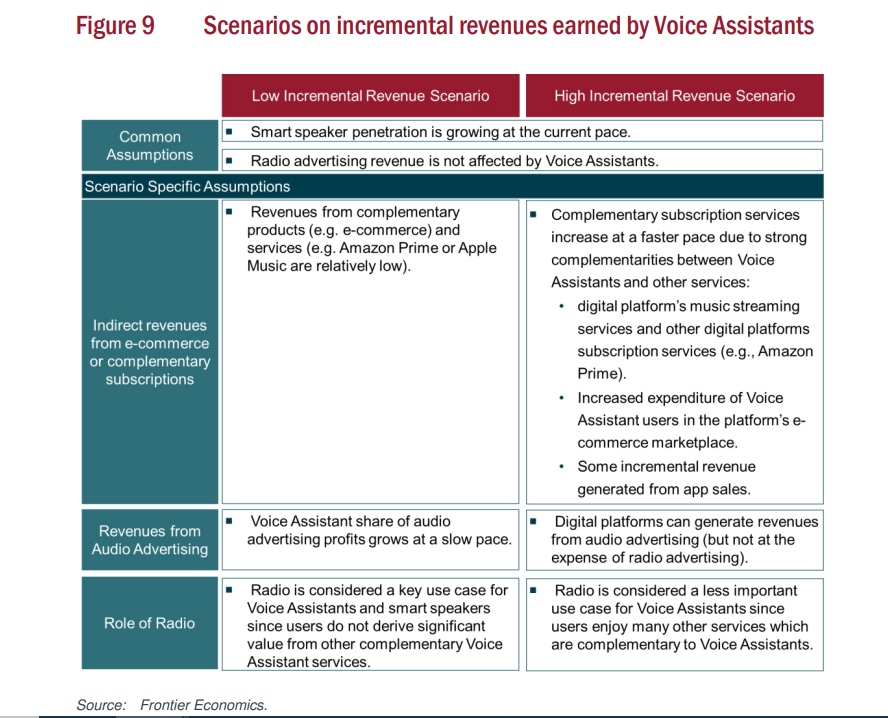 Figure 9 Scenarios on incremental revenues earned by Voice Assistants
Low Incremental Revenue Scenario
High Incremental Revenue Scenario
Common
Assumptions
▪ Smart speaker penetration is growing at the current pace.
▪ Radio advertising revenue is not affected by Voice Assistants.
Scenario Specific Assumptions
Indirect revenues
from e-commerce
or complementary
subscriptions
▪ Revenues from complementary
products (e.g. e-commerce) and
services (e.g. Amazon Prime or Apple
Music are relatively low).
▪ Complementary subscription services
increase at a faster pace due to strong
complementarities between Voice
Assistants and other services:
• digital platform’s music streaming
services and other digital platforms
subscription services (e.g., Amazon
Prime).
• Increased expenditure of Voice
Assistant users in the platform’s e-
commerce marketplace.
• Some incremental revenue
generated from app sales.
Revenues from
Audio Advertising
▪ Voice Assistant share of audio
advertising profits grows at a slow pace.
▪ Digital platforms can generate revenues
from audio advertising (but not at the
expense of radio advertising).
Role of Radio
▪ Radio is considered a key use case for
Voice Assistants and smart speakers
since users do not derive significant
value from other complementary Voice
Assistant services.
▪ Radio is considered a less important
use case for Voice Assistants since
users enjoy many other services which
are complementary to Voice Assistants.
Source: Frontier Economics.